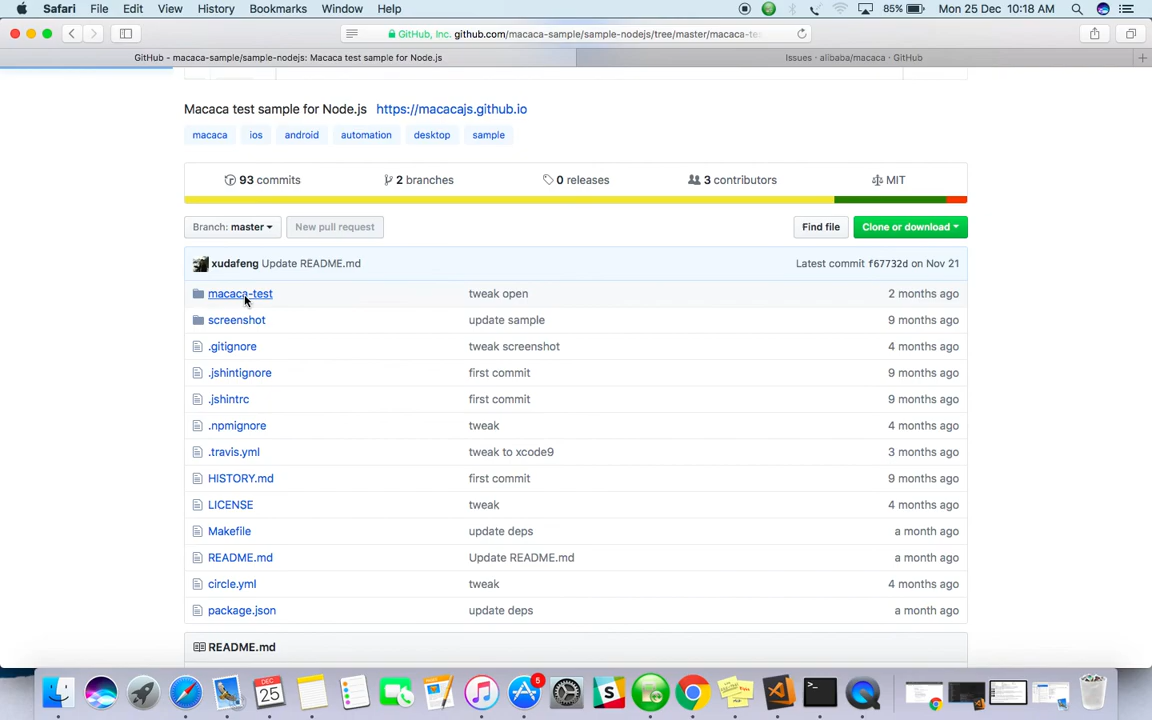 Safari File Edit View History Bookmarks Window Help 85% Mon 25 Dec 10:18 AM
GitHub, Inc. github.com/macaca-sample/sample-nodejs/tree/master/macaca-te
GitHub - macaca-sample/sample-nodejs: Macaca test sample for Node.js Issues · alibaba/macaca · GitHub
Macaca test sample for Node.js https://macacajs.github.io
macaca ios android automation desktop sample
93 commits 2 branches 0 releases 3 contributors MIT
Branch: master New pull request Find file Clone or download
xudafeng Update README.md Latest commit f67732d on Nov 21
macaca-test tweak open 2 months ago
screenshot update sample 9 months ago
.gitignore tweak screenshot 4 months ago
.jshintignore first commit 9 months ago
.jshintrc first commit 9 months ago
.npmignore tweak 4 months ago
.travis.yml tweak to xcode9 3 months ago
HISTORY.md first commit 9 months ago
LICENSE tweak 4 months ago
Makefile update deps a month ago
README.md Update README.md a month ago
circle.yml tweak 4 months ago
package.json update deps a month ago
README.md
DEC
25
5
S